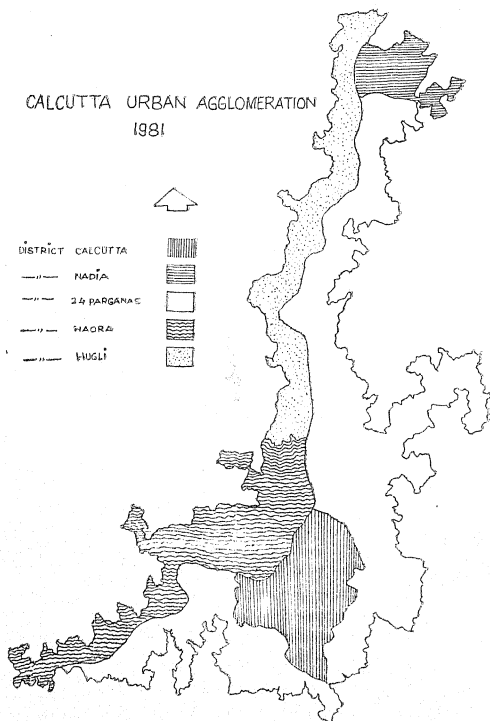 CALCUTTA URBAN AGGLOMERATION
1981
DISTRICT CALCUTTA
—〃— NADIA
—〃— 24 PARGANAS
—〃— HAORA
—〃— HUGLI